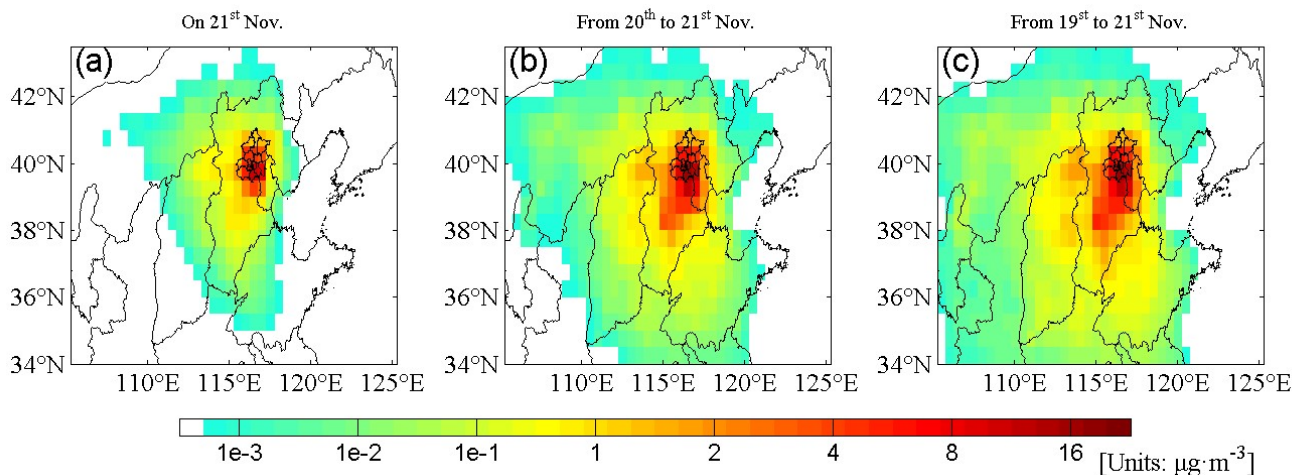 On 21st Nov.
From 20th to 21st Nov.
From 19st to 21st Nov.
(a)
(b)
(c)
42°N
40°N
38°N
36°N
34°N
42°N
40°N
38°N
36°N
34°N
42°N
40°N
38°N
36°N
34°N
110°E 115°E 120°E 125°E
110°E 115°E 120°E 125°E
110°E 115°E 120°E 125°E
1e-3 1e-2 1e-1 1 2 4 8 16
[Units: μg·m⁻³]